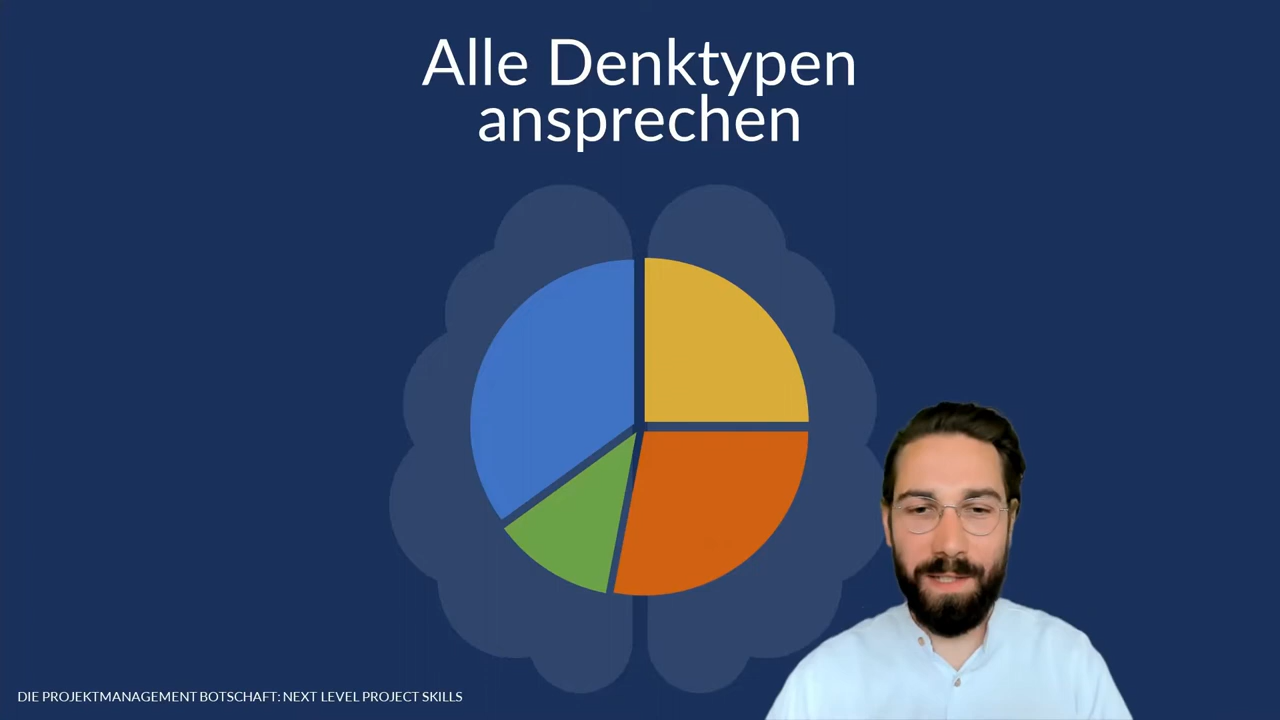 Alle Denktypen
ansprechen
DIE PROJEKTMANAGEMENT BOTSCHAFT: NEXT LEVEL PROJECT SKILLS